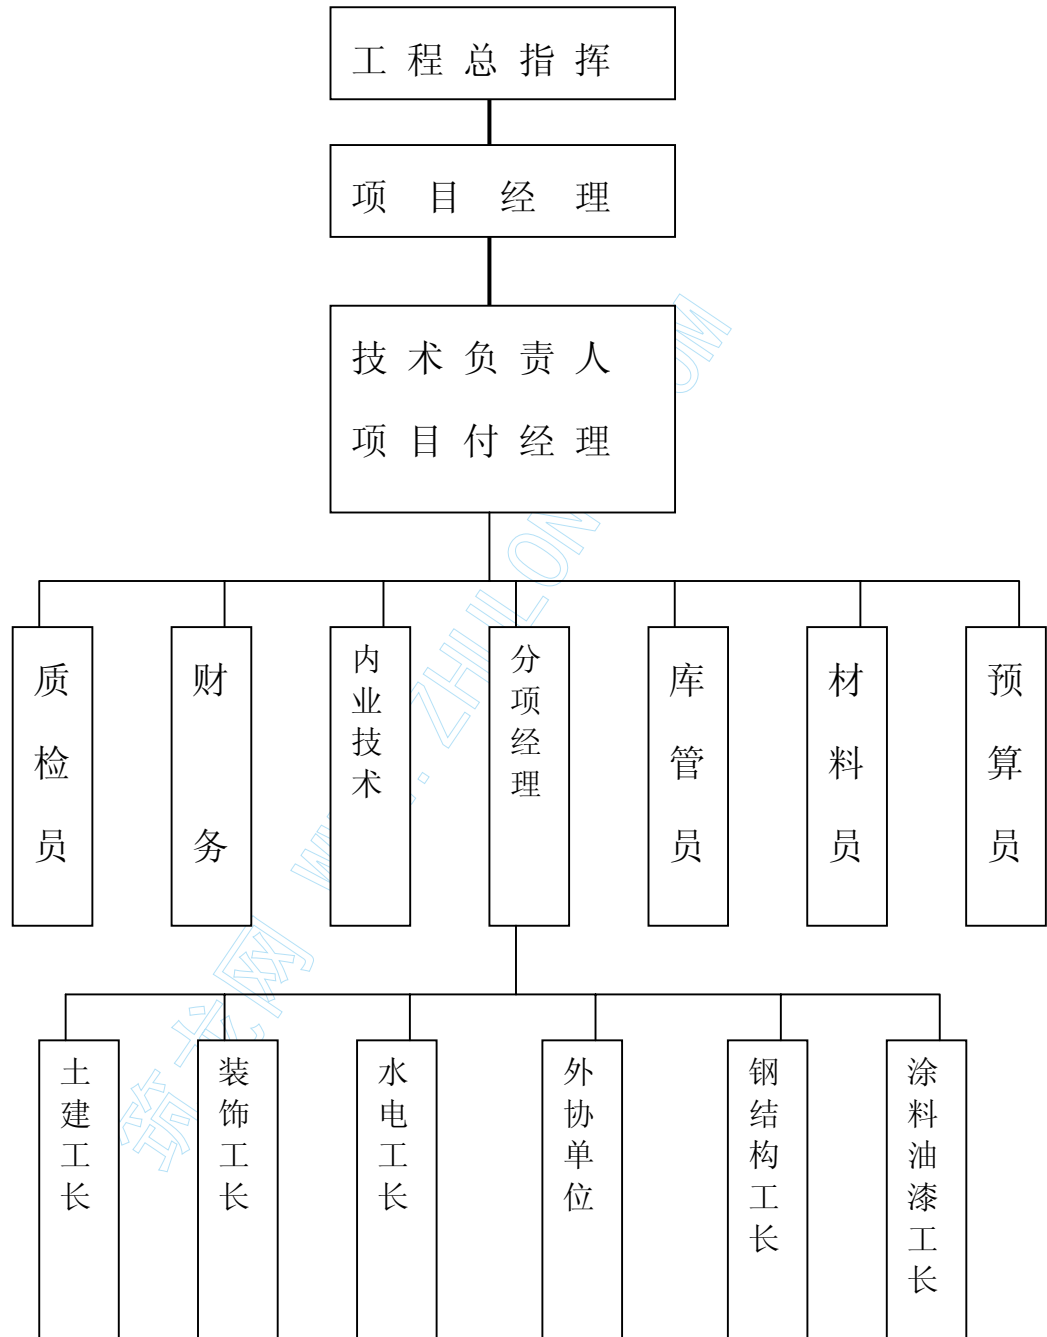 工程总指挥
项目经理
技术负责人
项目付经理
质检员
财务
内业技术
分项经理
库管员
材料员
预算员
土建工长
装饰工长
水电工长
外协单位
钢结构工长
涂料油漆工长